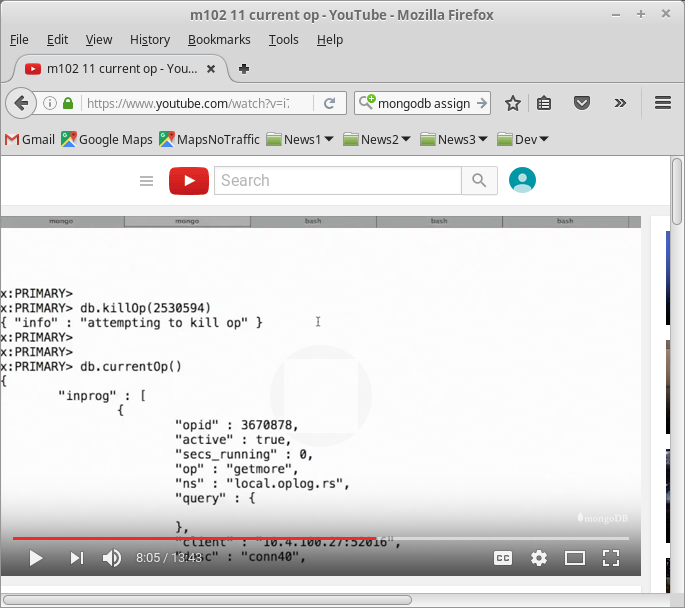 m102 11 current op - YouTube - Mozilla Firefox
File Edit View History Bookmarks Tools Help
m102 11 current op - You...
https://www.youtube.com/watch?v=i
mongodb assign
Gmail Google Maps MapsNoTraffic News1 News2 News3 Dev
Search
mongo mongo bash bash bash
x:PRIMARY>
x:PRIMARY> db.killOp(2530594)
{ "info" : "attempting to kill op" }
x:PRIMARY>
x:PRIMARY>
x:PRIMARY> db.currentOp()
{
"inprog" : [
{
"opid" : 3670878,
"active" : true,
"secs_running" : 0,
"op" : "getmore",
"ns" : "local.oplog.rs",
"query" : {
mongoDB
},
"client" : "10.4.100.27:52016",
8:05 / 13:43
"desc" : "conn40",
CC